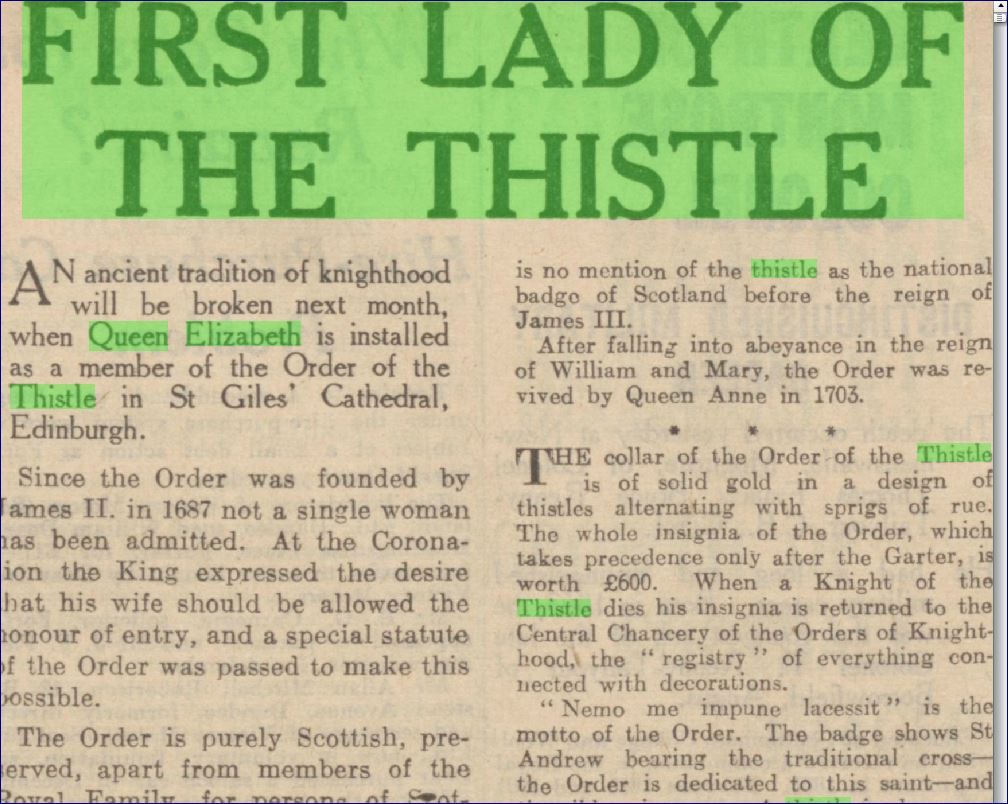 FIRST LADY OF
THE THISTLE
AN ancient tradition of knighthood
will be broken next month,
when Queen Elizabeth is installed
as a member of the Order of the
Thistle in St Giles' Cathedral,
Edinburgh.
Since the Order was founded by
James II. in 1687 not a single woman
has been admitted. At the Corona-
tion the King expressed the desire
that his wife should be allowed the
honour of entry, and a special statute
of the Order was passed to make this
possible.
The Order is purely Scottish, pre-
served, apart from members of the
Royal Family, for persons of Scot-
is no mention of the thistle as the national
badge of Scotland before the reign of
James III.
After falling into abeyance in the reign
of William and Mary, the Order was re-
vived by Queen Anne in 1703.
* * *
THE collar of the Order of the Thistle
is of solid gold in a design of
thistles alternating with sprigs of rue.
The whole insignia of the Order, which
takes precedence only after the Garter, is
worth £600. When a Knight of the
Thistle dies his insignia is returned to the
Central Chancery of the Orders of Knight-
hood, the "registry" of everything con-
nected with decorations.
"Nemo me impune lacessit" is the
motto of the Order. The badge shows St
Andrew bearing the traditional cross—
the Order is dedicated to this saint—and
thistle